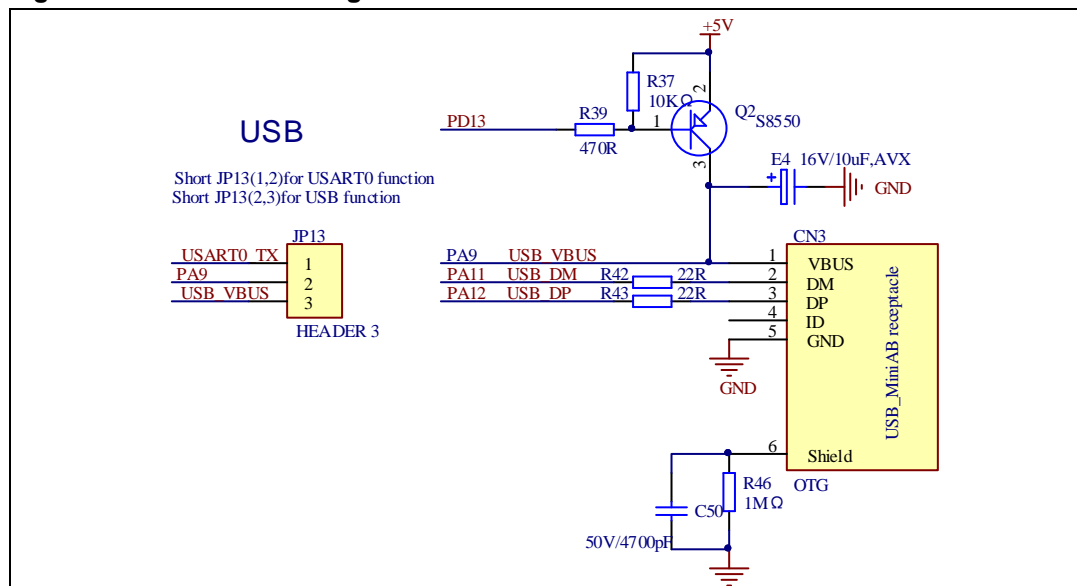 +5V
R37
10KΩ
2
Q2
S8550
PD13
R39
1
470R
3
USB
E4 16V/10uF,AVX
GND
Short JP13(1,2)for USART0 function
Short JP13(2,3)for USB function
JP13
USART0_TX 1
PA9 2
USB_VBUS 3
HEADER 3
CN3
PA9 USB_VBUS 1 VBUS
PA11 USB_DM R42 22R 2 DM
PA12 USB_DP R43 22R 3 DP
4 ID
5 GND
GND
USB_Mini AB receptacle
6 Shield
OTG
R46
1MΩ
C50
50V/4700pF